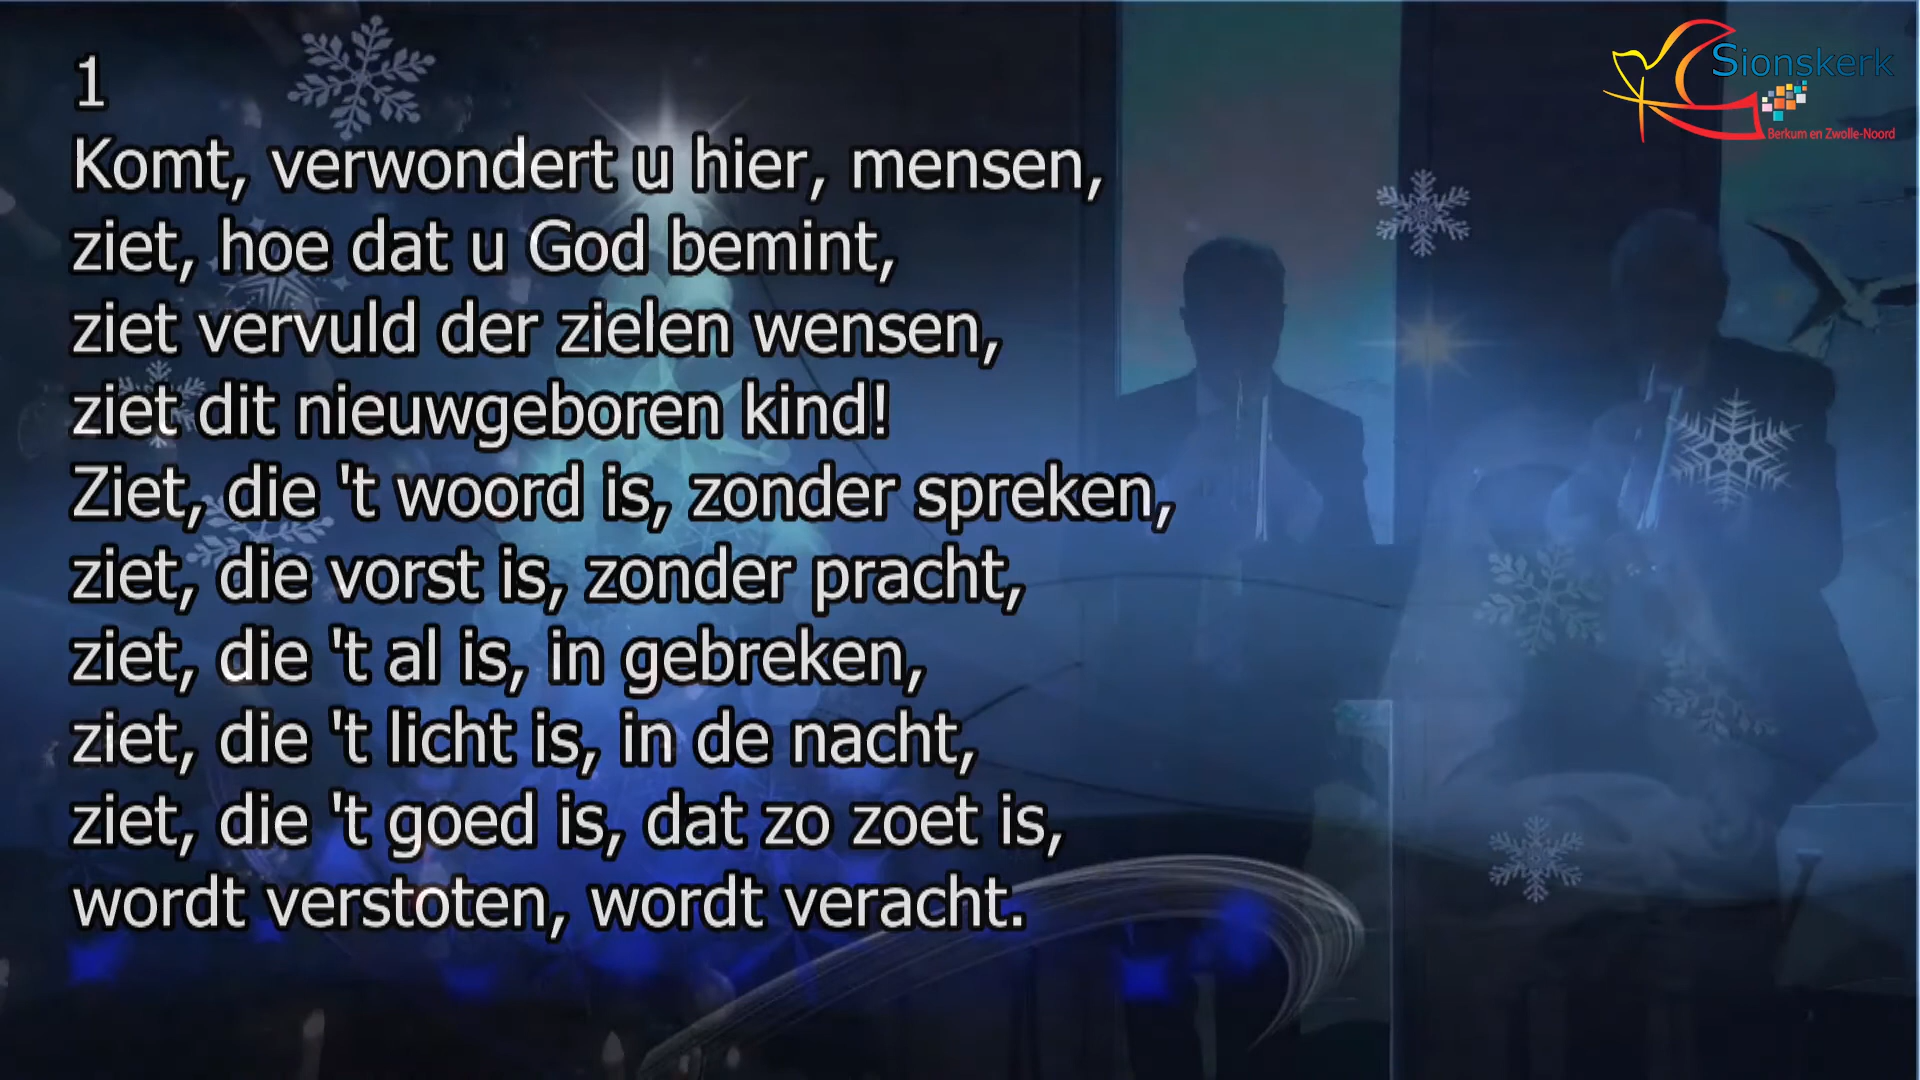 1
Komt, verwondert u hier, mensen,
ziet, hoe dat u God bemint,
ziet vervuld der zielen wensen,
ziet dit nieuwgeboren kind!
Ziet, die 't woord is, zonder spreken,
ziet, die vorst is, zonder pracht,
ziet, die 't al is, in gebreken,
ziet, die 't licht is, in de nacht,
ziet, die 't goed is, dat zo zoet is,
wordt verstoten, wordt veracht.
Sionskerk
Berkum en Zwolle-Noord